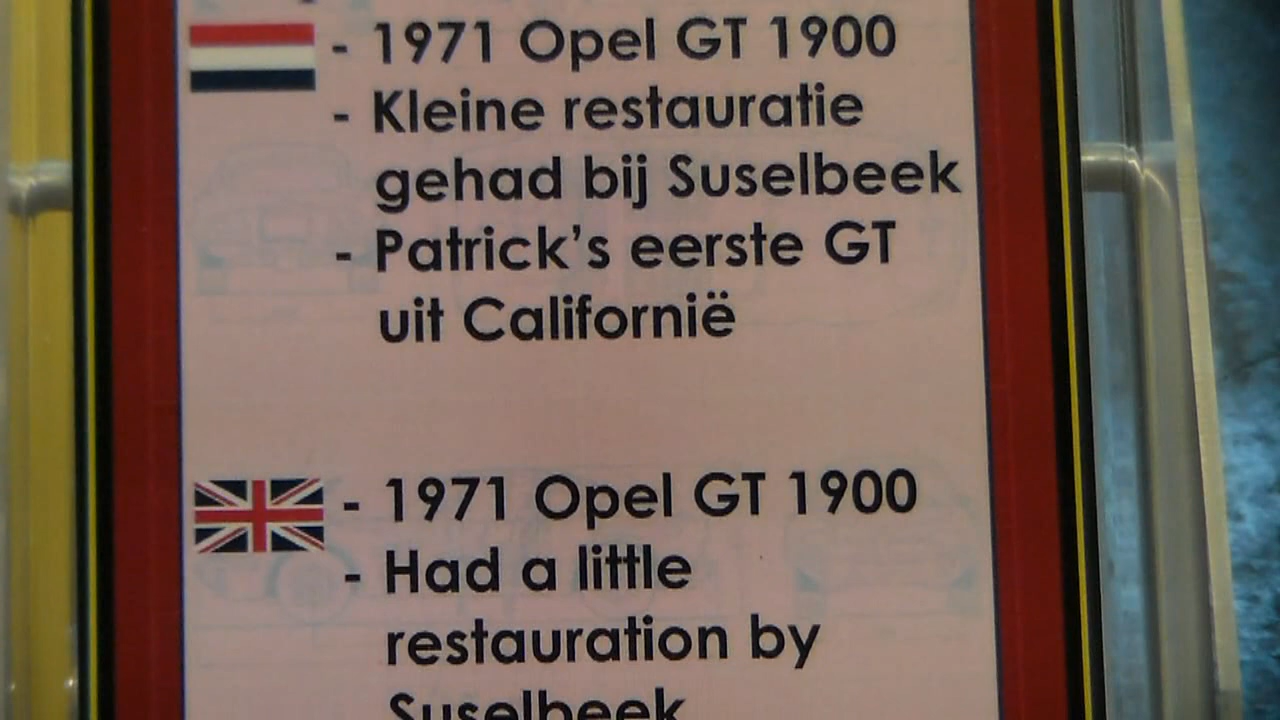 - 1971 Opel GT 1900
- Kleine restauratie
gehad bij Suselbeek
- Patrick's eerste GT
uit Californië
- 1971 Opel GT 1900
- Had a little
restauration by
Suselbeek